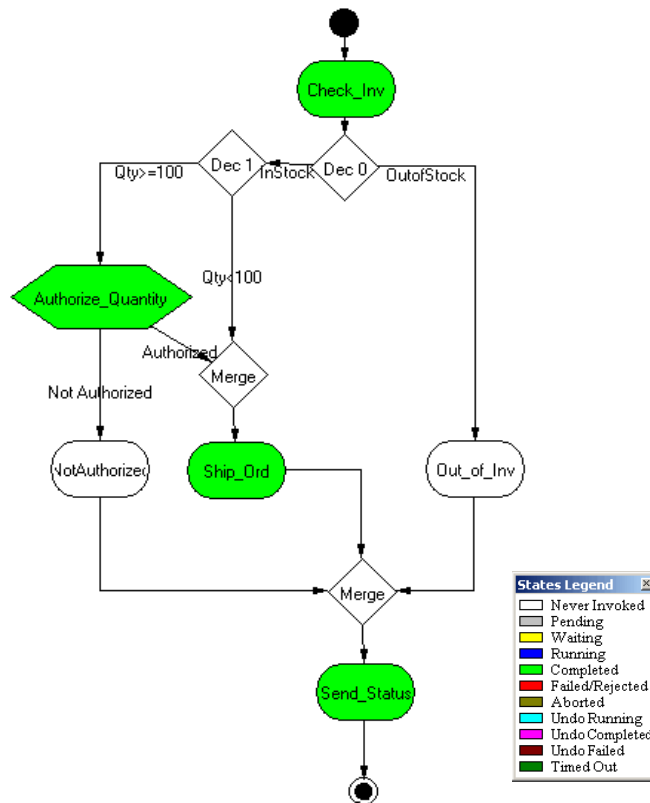 Check_Inv
Dec 1
InStock
Dec 0
Qty>=100
OutofStock
Qty<100
Authorize_Quantity
Authorized
Merge
Not Authorized
NotAuthorized
Ship_Ord
Out_of_Inv
Merge
Send_Status
States Legend
Never Invoked
Pending
Waiting
Running
Completed
Failed/Rejected
Aborted
Undo Running
Undo Completed
Undo Failed
Timed Out